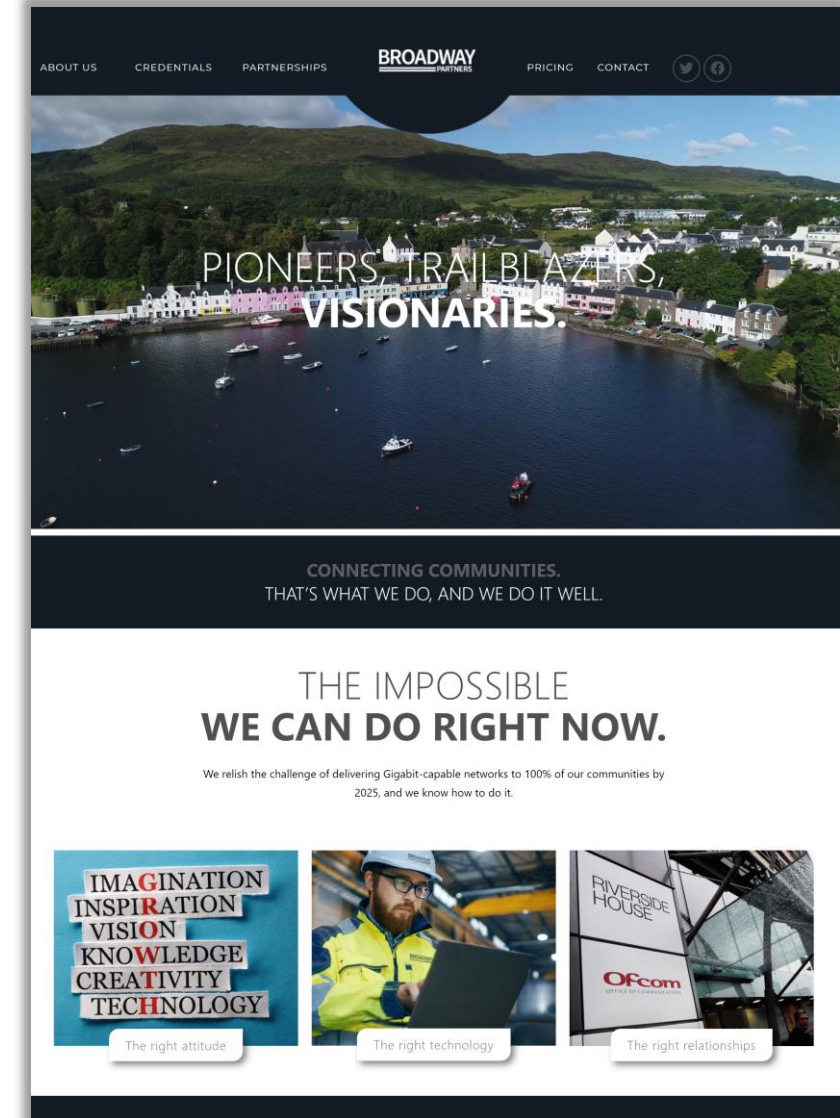 ABOUT US
CREDENTIALS
PARTNERSHIPS
BROADWAY
PARTNERS
PRICING
CONTACT
PIONEERS, TRAILBLAZERS,
VISIONARIES.
CONNECTING COMMUNITIES.
THAT'S WHAT WE DO, AND WE DO IT WELL.
THE IMPOSSIBLE
WE CAN DO RIGHT NOW.
We relish the challenge of delivering Gigabit-capable networks to 100% of our communities by
2025, and we know how to do it.
IMAGINATION
INSPIRATION
VISION
KNOWLEDGE
CREATIVITY
TECHNOLOGY
The right attitude
The right technology
RIVERSIDE
HOUSE
Ofcom
OFFICE OF COMMUNICATIONS
The right relationships